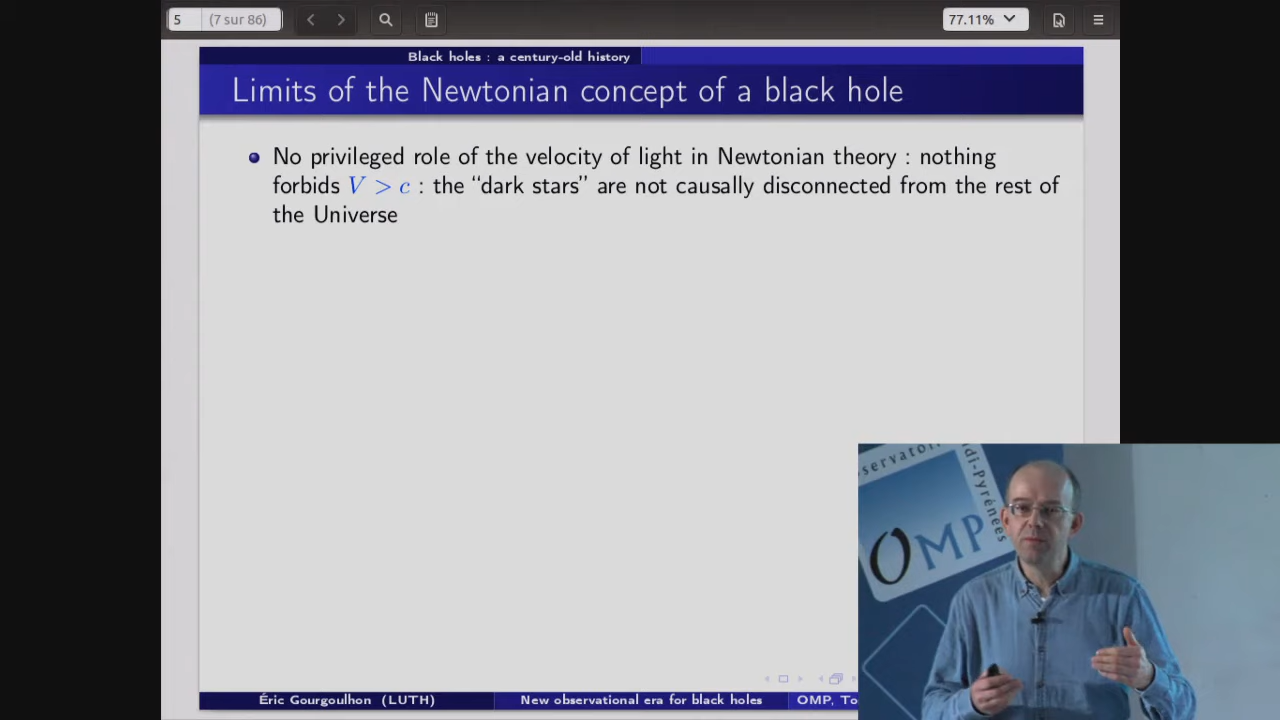 5 (7 sur 86) 77.11%
Black holes : a century-old history
Limits of the Newtonian concept of a black hole
No privileged role of the velocity of light in Newtonian theory : nothing
forbids V > c : the “dark stars” are not causally disconnected from the rest of
the Universe
servatoi
di-Pyrénées
OMP
Éric Gourgoulhon (LUTH) New observational era for black holes OMP, To